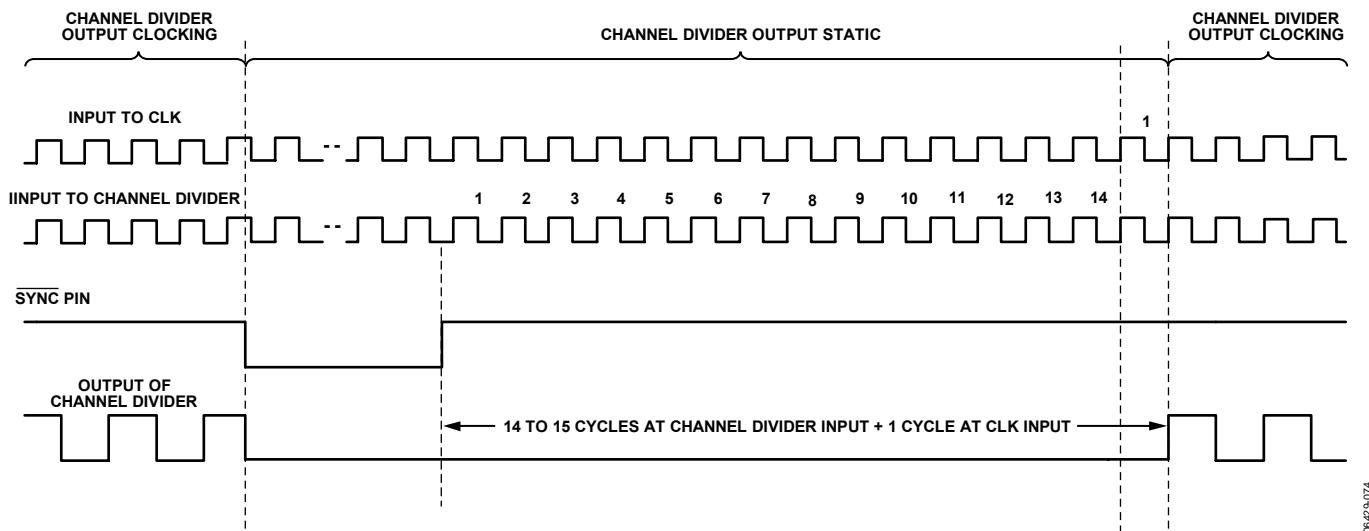 CHANNEL DIVIDER
OUTPUT CLOCKING
CHANNEL DIVIDER OUTPUT STATIC
CHANNEL DIVIDER
OUTPUT CLOCKING
INPUT TO CLK
1
IINPUT TO CHANNEL DIVIDER
1 2 3 4 5 6 7 8 9 10 11 12 13 14
SYNC PIN
OUTPUT OF
CHANNEL DIVIDER
14 TO 15 CYCLES AT CHANNEL DIVIDER INPUT + 1 CYCLE AT CLK INPUT
08429-074